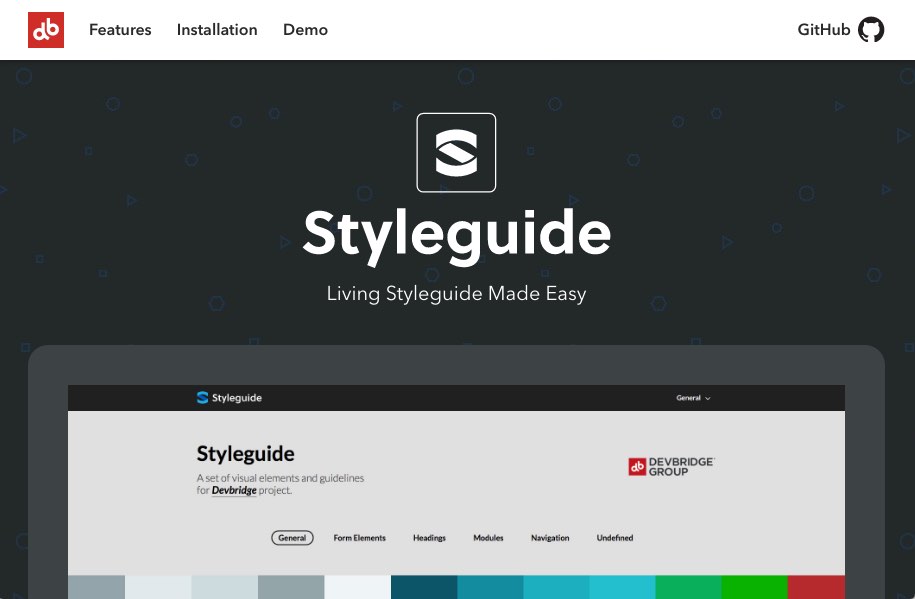 db Features Installation Demo GitHub
Styleguide
Living Styleguide Made Easy
Styleguide General
Styleguide
A set of visual elements and guidelines
for Devbridge project.
db DEVBRIDGE
GROUP
General Form Elements Headings Modules Navigation Undefined